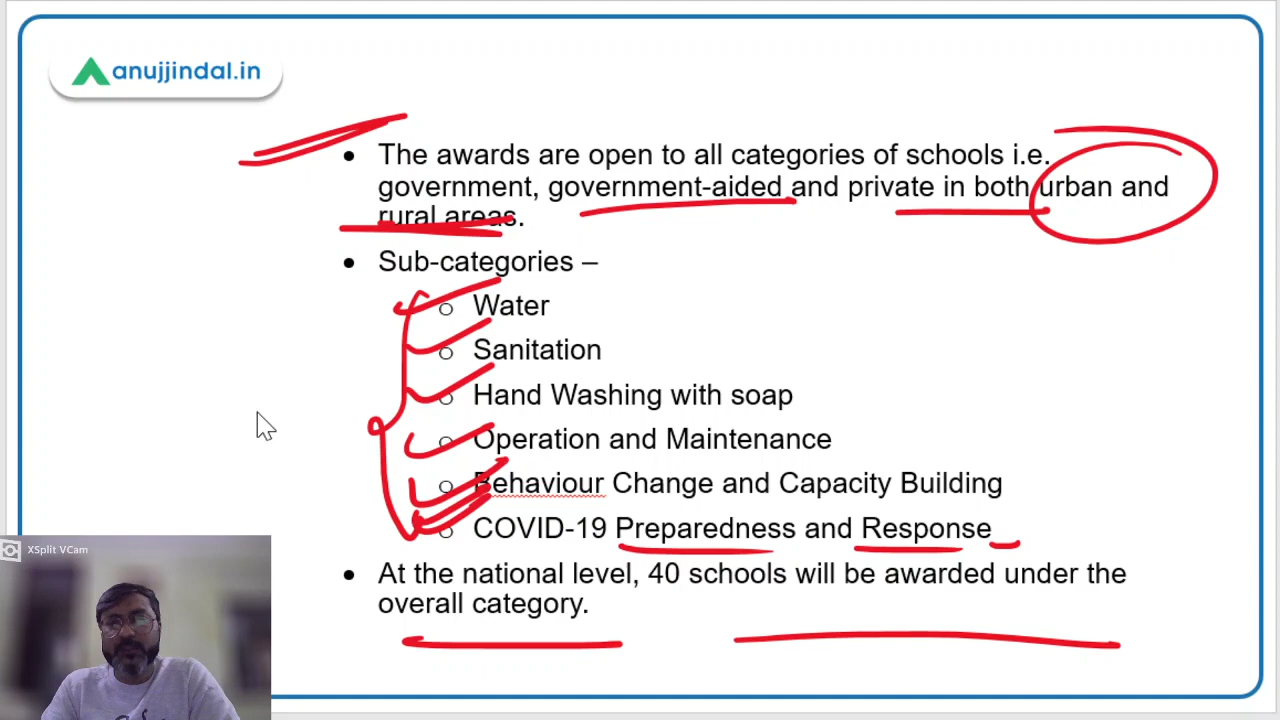 anujjindal.in
• The awards are open to all categories of schools i.e.
government, government-aided and private in both urban and
rural areas.
• Sub-categories –
o Water
o Sanitation
o Hand Washing with soap
o Operation and Maintenance
o Behaviour Change and Capacity Building
o COVID-19 Preparedness and Response
• At the national level, 40 schools will be awarded under the
overall category.
XSplit VCam